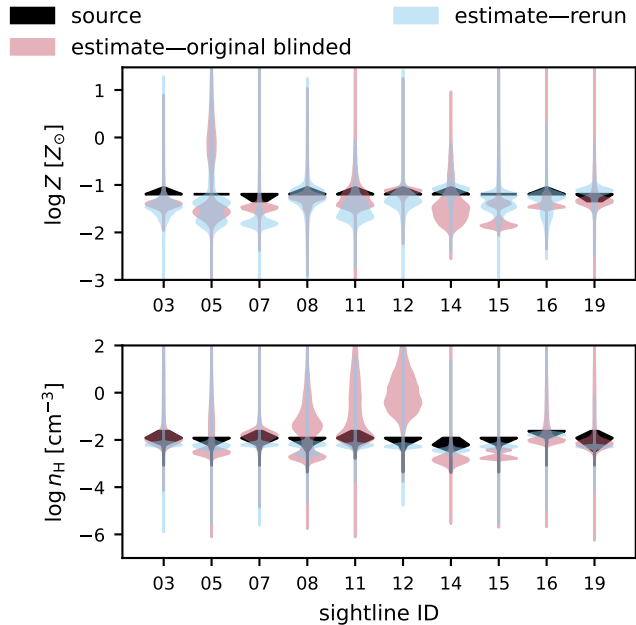 source
estimate—rerun
estimate—original blinded
log Z [Z⊙]
1
0
−1
−2
−3
03 05 07 08 11 12 14 15 16 19
log n_H [cm⁻³]
2
0
−2
−4
−6
03 05 07 08 11 12 14 15 16 19
sightline ID